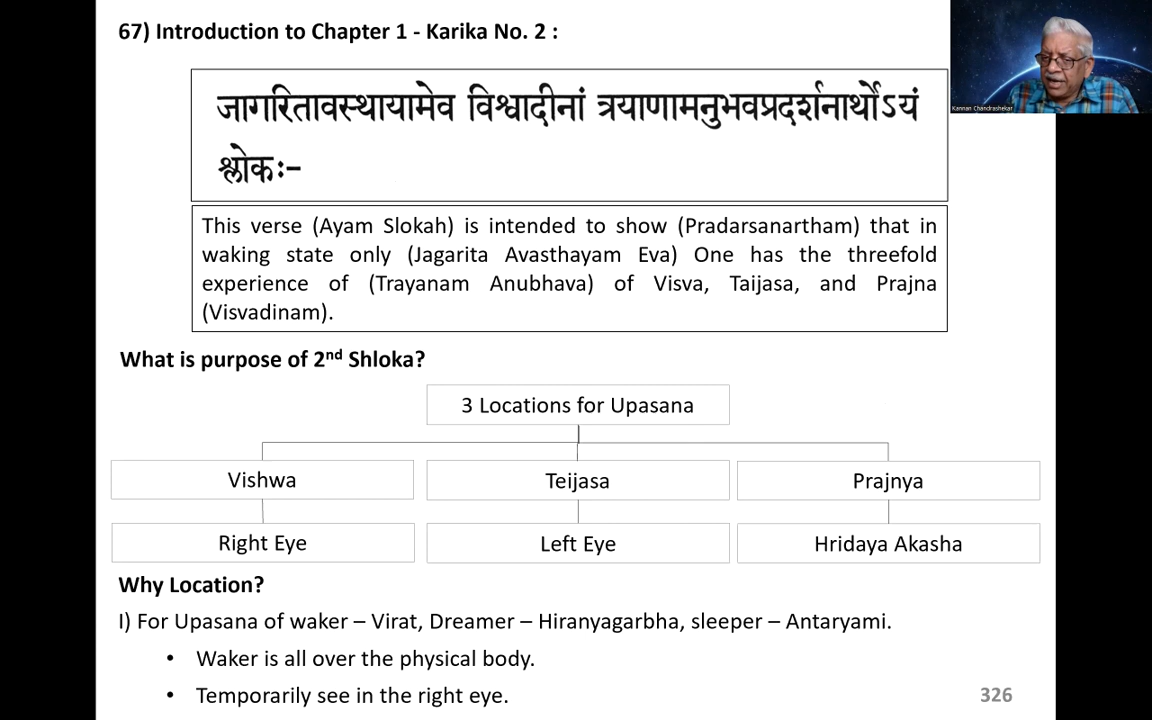 67) Introduction to Chapter 1 - Karika No. 2 :
जागरितावस्थायामेव विश्वादीनां त्रयाणामनुभवप्रदर्शनार्थोऽयं
श्लोकः–
Kannan Chandrashekar
This verse (Ayam Slokah) is intended to show (Pradarsanartham) that in
waking state only (Jagarita Avasthayam Eva) One has the threefold
experience of (Trayanam Anubhava) of Visva, Taijasa, and Prajna
(Visvadinam).
What is purpose of 2nd Shloka?
3 Locations for Upasana
Vishwa Teijasa Prajnya
Right Eye Left Eye Hridaya Akasha
Why Location?
I) For Upasana of waker – Virat, Dreamer – Hiranyagarbha, sleeper – Antaryami.
• Waker is all over the physical body.
• Temporarily see in the right eye.
326